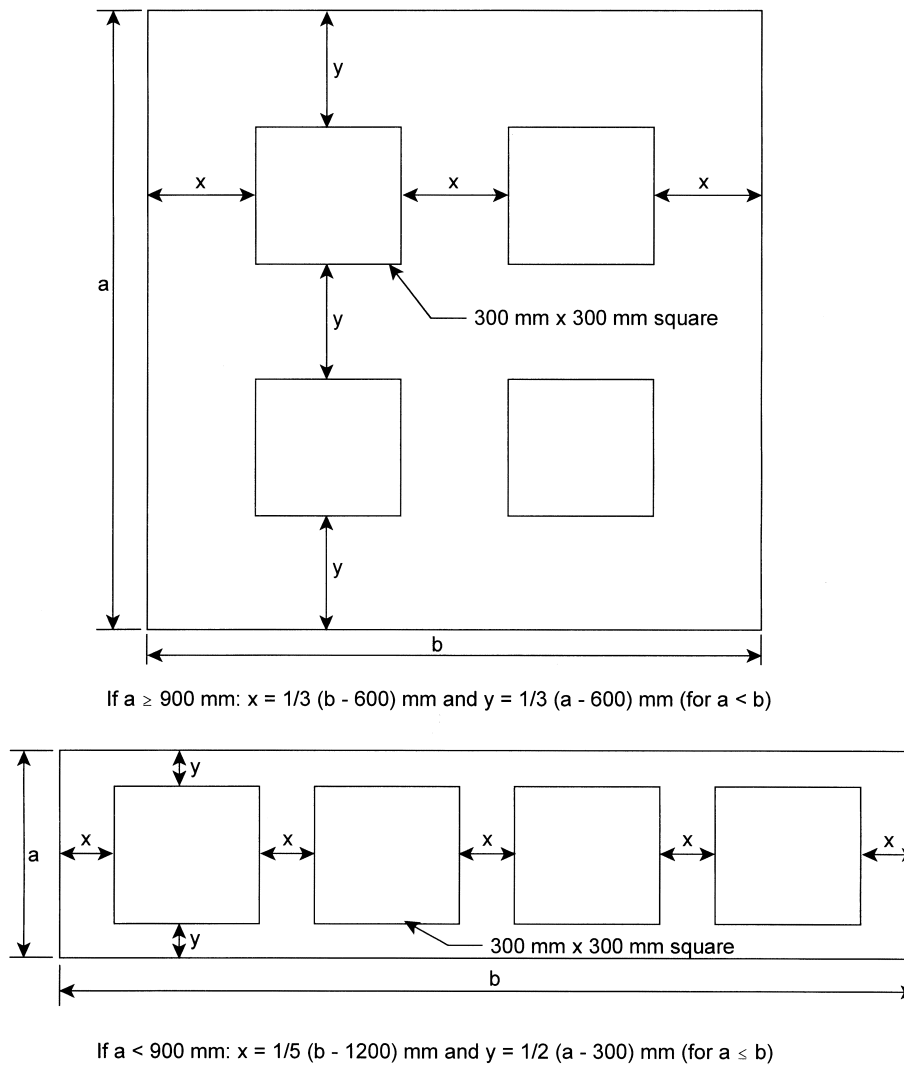 y
x x x
a
y
300 mm x 300 mm square
y
b
If a ≥ 900 mm: x = 1/3 (b - 600) mm and y = 1/3 (a - 600) mm (for a < b)
y
x x x x x
a
y
300 mm x 300 mm square
b
If a < 900 mm: x = 1/5 (b - 1200) mm and y = 1/2 (a - 300) mm (for a ≤ b)